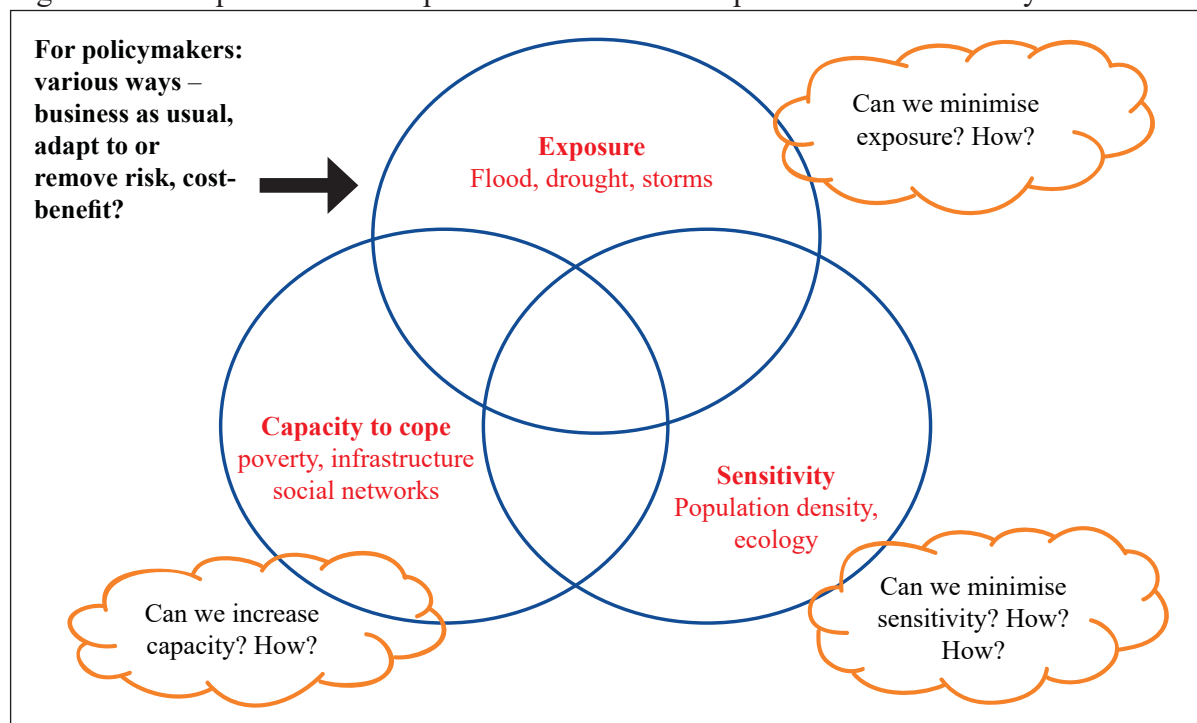 For policymakers:
various ways –
business as usual,
adapt to or
remove risk, cost-
benefit?
Can we minimise
exposure? How?
Exposure
Flood, drought, storms
Capacity to cope
poverty, infrastructure
social networks
Sensitivity
Population density,
ecology
Can we increase
capacity? How?
Can we minimise
sensitivity? How?
How?